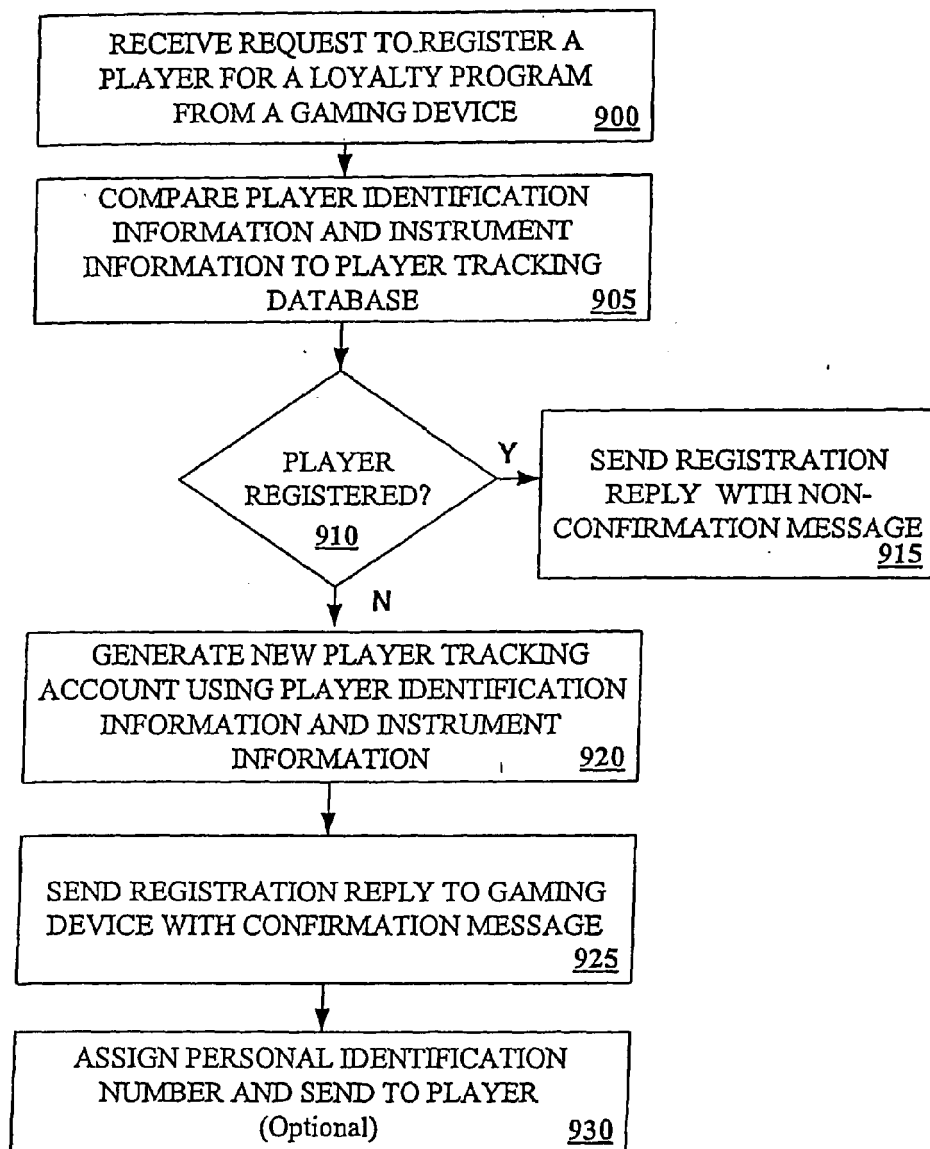 RECEIVE REQUEST TO REGISTER A
PLAYER FOR A LOYALTY PROGRAM
FROM A GAMING DEVICE
900
COMPARE PLAYER IDENTIFICATION
INFORMATION AND INSTRUMENT
INFORMATION TO PLAYER TRACKING
DATABASE
905
PLAYER
REGISTERED?
910
Y
SEND REGISTRATION
REPLY WTIH NON-
CONFIRMATION MESSAGE
915
N
GENERATE NEW PLAYER TRACKING
ACCOUNT USING PLAYER IDENTIFICATION
INFORMATION AND INSTRUMENT
INFORMATION
920
SEND REGISTRATION REPLY TO GAMING
DEVICE WITH CONFIRMATION MESSAGE
925
ASSIGN PERSONAL IDENTIFICATION
NUMBER AND SEND TO PLAYER
(Optional)
930